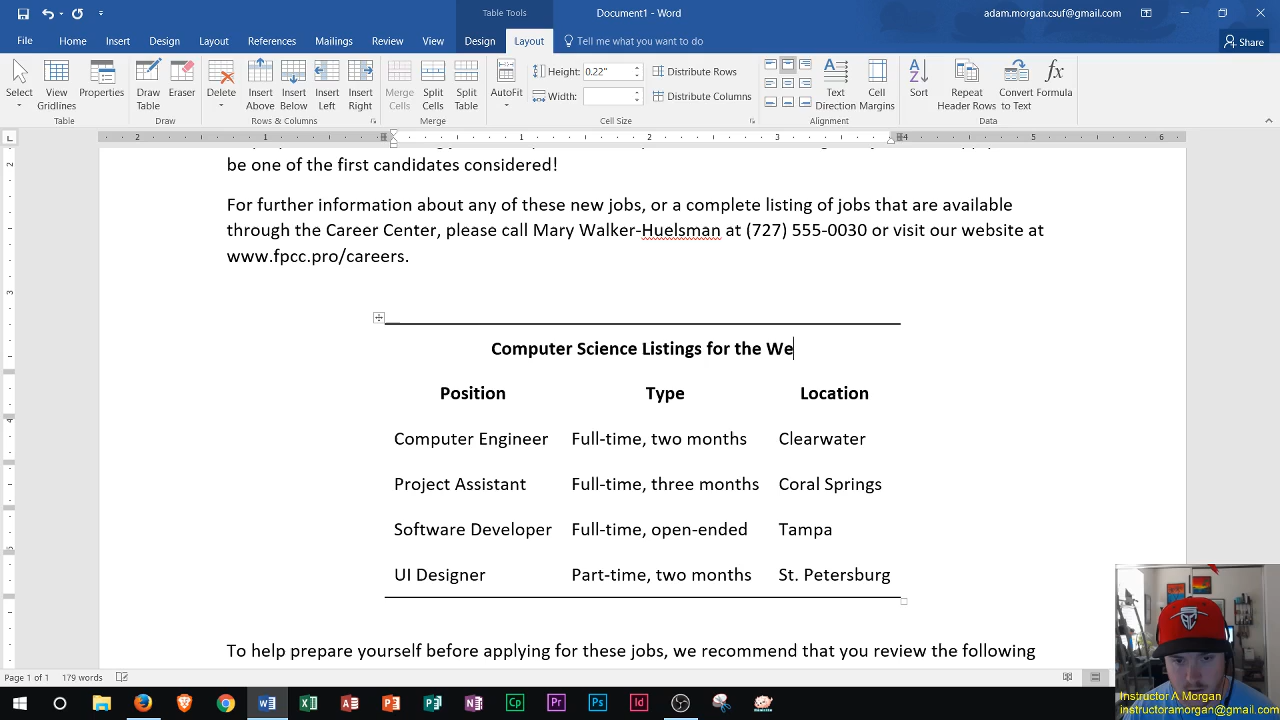 Table Tools
Document1 - Word
adam.morgan.csuf@gmail.com
File Home Insert Design Layout References Mailings Review View Design Layout Tell me what you want to do Share
Select
View Gridlines
Properties
Table
Draw Table
Eraser
Draw
Delete
Insert Above
Insert Below
Insert Left
Insert Right
Rows & Columns
Merge Cells
Split Cells
Split Table
Merge
AutoFit
Height: 0.22"
Width:
Distribute Rows
Distribute Columns
Cell Size
Text Direction
Cell Margins
Alignment
Sort
Repeat Header Rows
Convert to Text
Formula
Data
2 1 1 2 3 4 5 6
be one of the first candidates considered!
For further information about any of these new jobs, or a complete listing of jobs that are available
through the Career Center, please call Mary Walker-Huelsman at (727) 555-0030 or visit our website at
www.fpcc.pro/careers.
Computer Science Listings for the We
Position Type Location
Computer Engineer Full-time, two months Clearwater
Project Assistant Full-time, three months Coral Springs
Software Developer Full-time, open-ended Tampa
UI Designer Part-time, two months St. Petersburg
To help prepare yourself before applying for these jobs, we recommend that you review the following
Page 1 of 1 179 words
Instructor A Morgan
instructoramorgan@gmail.com